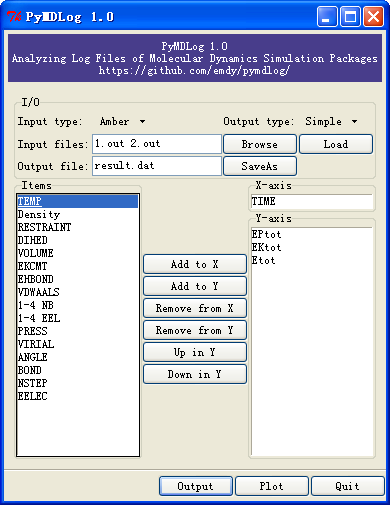 PyMDLog 1.0
PyMDLog 1.0
Analyzing Log Files of Molecular Dynamics Simulation Packages
https://github.com/emdy/pymdlog/
I/O
Input type: Amber Output type: Simple
Input files: 1.out 2.out Browse Load
Output file: result.dat SaveAs
Items
TEMP
Density
RESTRAINT
DIHED
VOLUME
EKCMT
EHBOND
VDWAALS
1-4 NB
1-4 EEL
PRESS
VIRIAL
ANGLE
BOND
NSTEP
EELEC
Add to X
Add to Y
Remove from X
Remove from Y
Up in Y
Down in Y
X-axis
TIME
Y-axis
EPtot
EKtot
Etot
Output Plot Quit